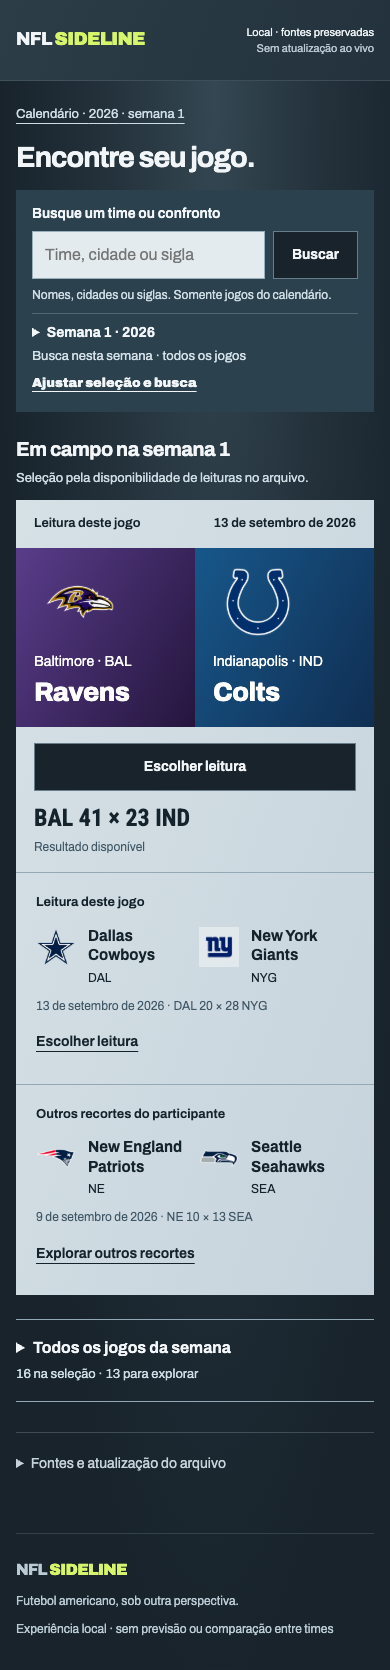 NFL SIDELINE
Local · fontes preservadas
Sem atualização ao vivo
Calendário · 2026 · semana 1
Encontre seu jogo.
Busque um time ou confronto
Time, cidade ou sigla
Buscar
Nomes, cidades ou siglas. Somente jogos do calendário.
Semana 1 · 2026
Busca nesta semana · todos os jogos
Ajustar seleção e busca
Em campo na semana 1
Seleção pela disponibilidade de leituras no arquivo.
Leitura deste jogo
13 de setembro de 2026
Baltimore · BAL
Ravens
Indianapolis · IND
Colts
Escolher leitura
BAL 41 × 23 IND
Resultado disponível
Leitura deste jogo
Dallas
Cowboys
DAL
ny
New York
Giants
NYG
13 de setembro de 2026 · DAL 20 × 28 NYG
Escolher leitura
Outros recortes do participante
New England
Patriots
NE
Seattle
Seahawks
SEA
9 de setembro de 2026 · NE 10 × 13 SEA
Explorar outros recortes
Todos os jogos da semana
16 na seleção · 13 para explorar
Fontes e atualização do arquivo
NFL SIDELINE
Futebol americano, sob outra perspectiva.
Experiência local · sem previsão ou comparação entre times